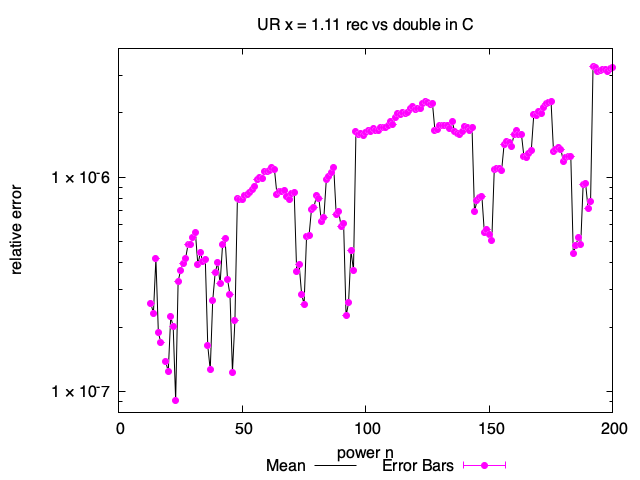 UR x = 1.11 rec vs double in C
relative error
1 × 10⁻⁶
1 × 10⁻⁷
0 50 100 150 200
power n
Mean Error Bars